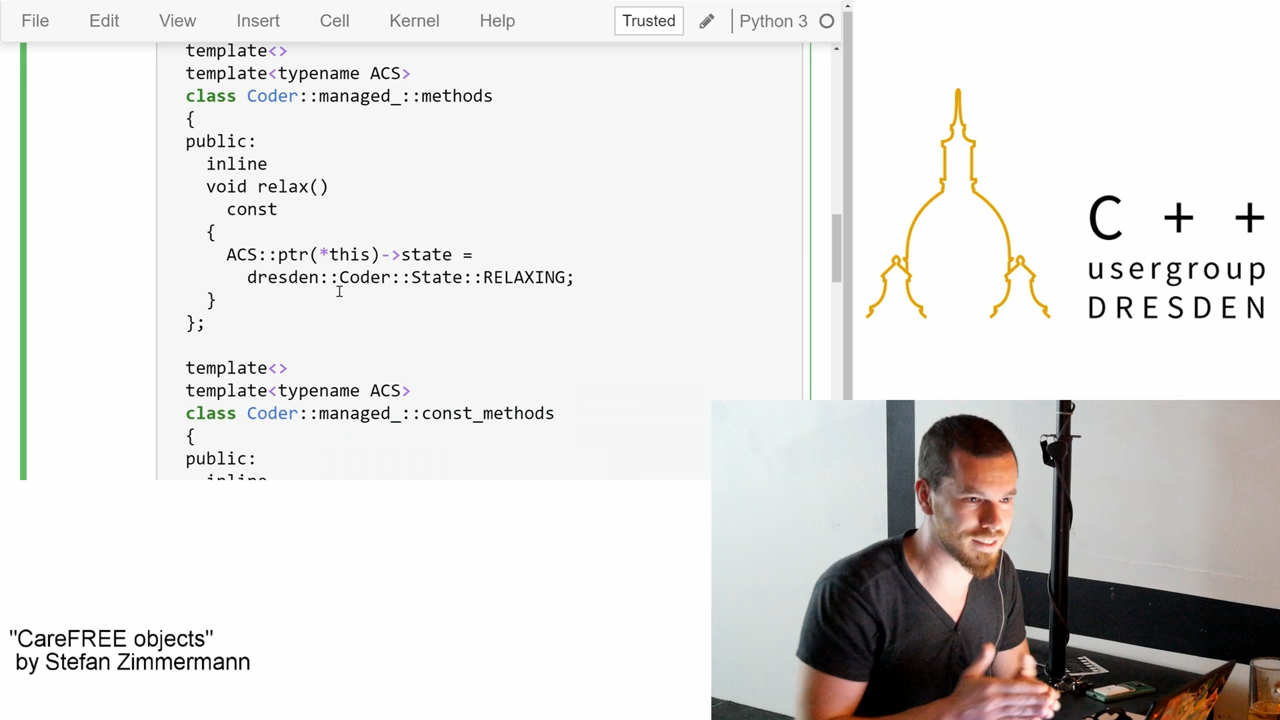 File Edit View Insert Cell Kernel Help Trusted Python 3
template<>
template<typename ACS>
class Coder::managed_::methods
{
public:
inline
void relax()
const
{
ACS::ptr(*this)->state =
dresden::Coder::State::RELAXING;
}
};
template<>
template<typename ACS>
class Coder::managed_::const_methods
{
public:
inline
C + +
usergroup
DRESDEN
"CareFREE objects"
by Stefan Zimmermann